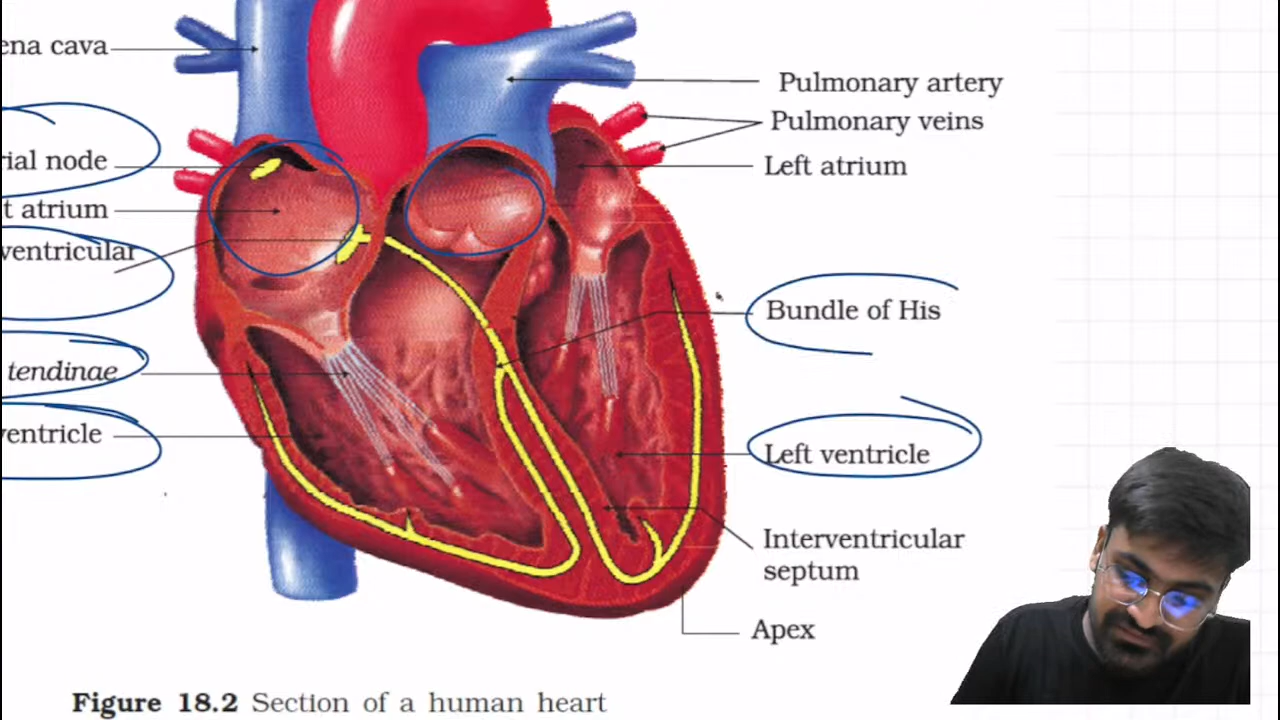 ena cava
rial node
t atrium
ventricular
tendinae
ventricle
Pulmonary artery
Pulmonary veins
Left atrium
Bundle of His
Left ventricle
Interventricular
septum
Apex
Figure 18.2 Section of a human heart